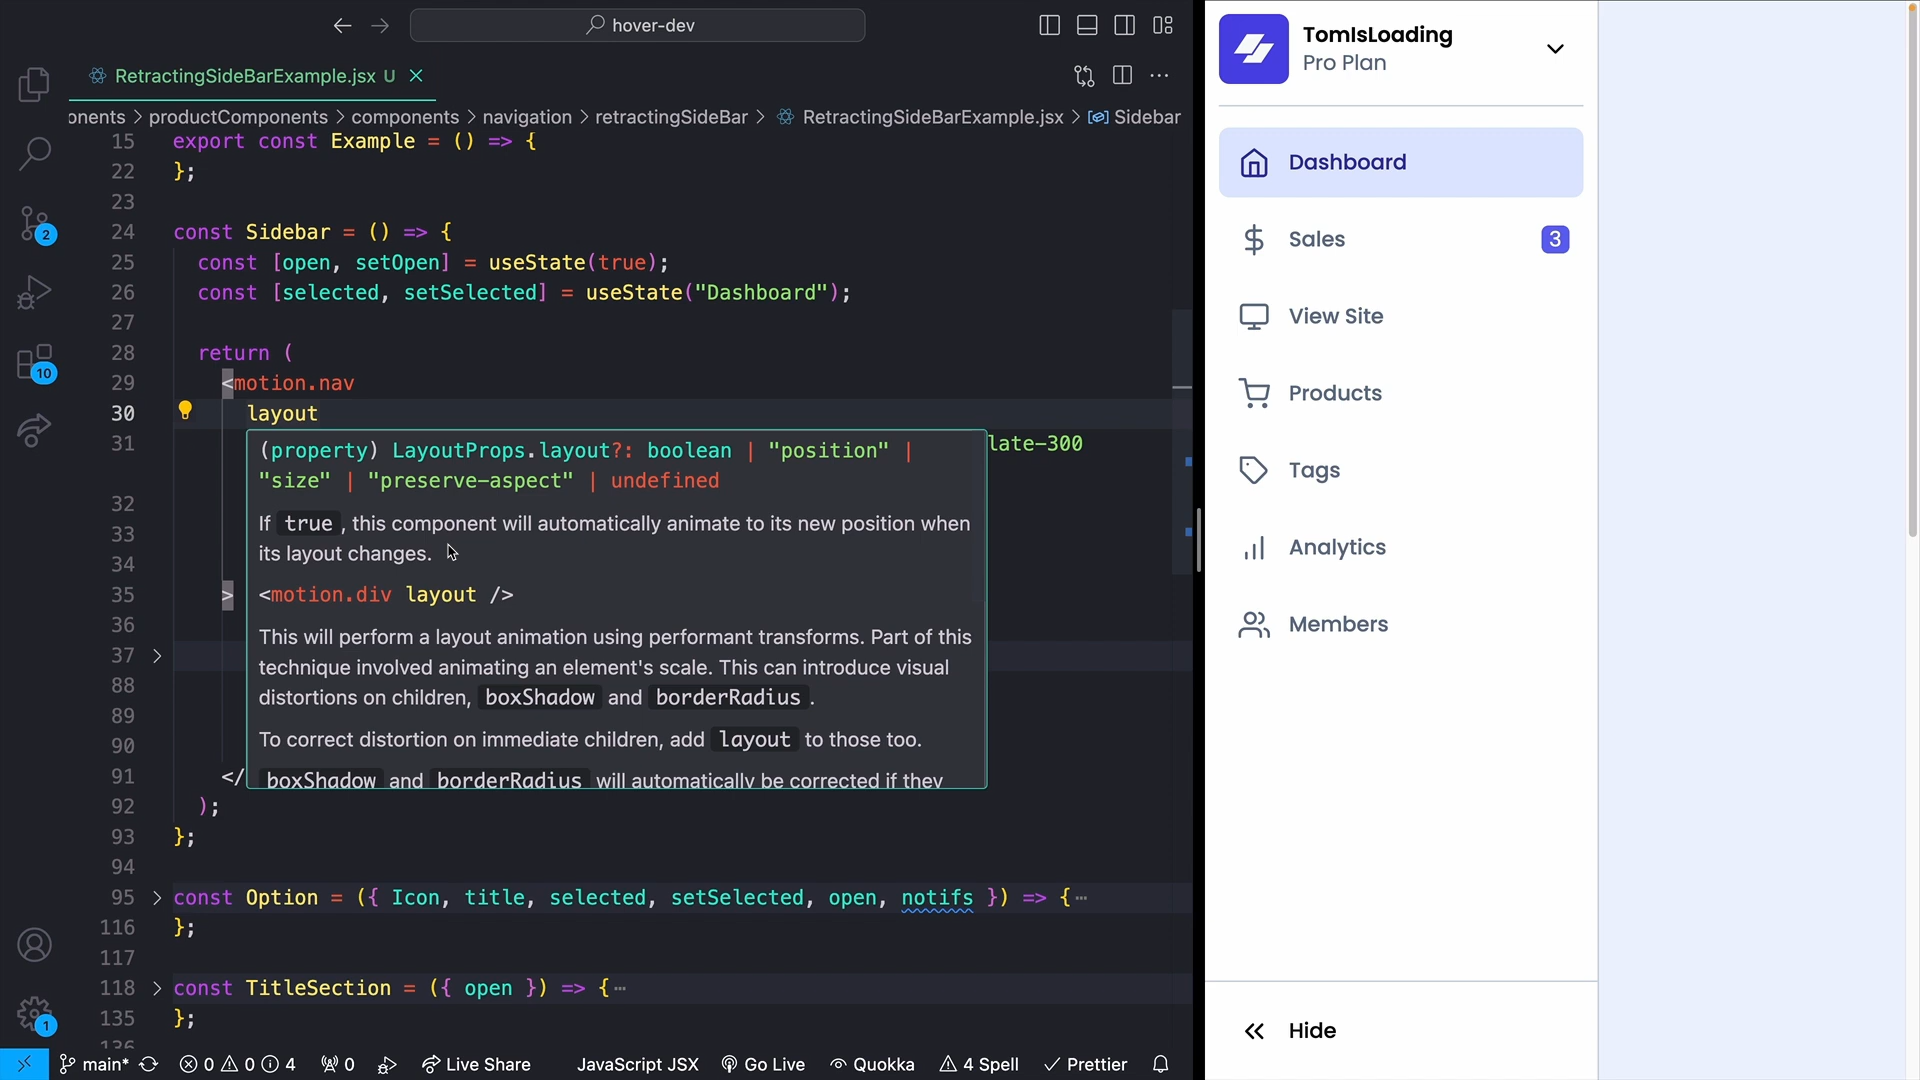 hover-dev
RetractingSideBarExample.jsx U
onents > productComponents > components > navigation > retractingSideBar > RetractingSideBarExample.jsx > Sidebar
15 export const Example = () => {
22 };
23
24 const Sidebar = () => {
25 const [open, setOpen] = useState(true);
26 const [selected, setSelected] = useState("Dashboard");
27
28 return (
29 <motion.nav
30 layout
31 late-300
(property) LayoutProps.layout?: boolean | "position" |
"size" | "preserve-aspect" | undefined
If true, this component will automatically animate to its new position when
its layout changes.
<motion.div layout />
This will perform a layout animation using performant transforms. Part of this
technique involved animating an element's scale. This can introduce visual
distortions on children, boxShadow and borderRadius.
To correct distortion on immediate children, add layout to those too.
boxShadow and borderRadius will automatically be corrected if they
32
33
34
35 >
36
37
88
89
90
91 </
92 );
93 };
94
95 const Option = ({ Icon, title, selected, setSelected, open, notifs }) => {⋯
116 };
117
118 const TitleSection = ({ open }) => {⋯
135 };
136
2
10
1
main* 0 0 4 0 Live Share JavaScript JSX Go Live Quokka 4 Spell Prettier
TomIsLoading
Pro Plan
Dashboard
Sales 3
View Site
Products
Tags
Analytics
Members
Hide